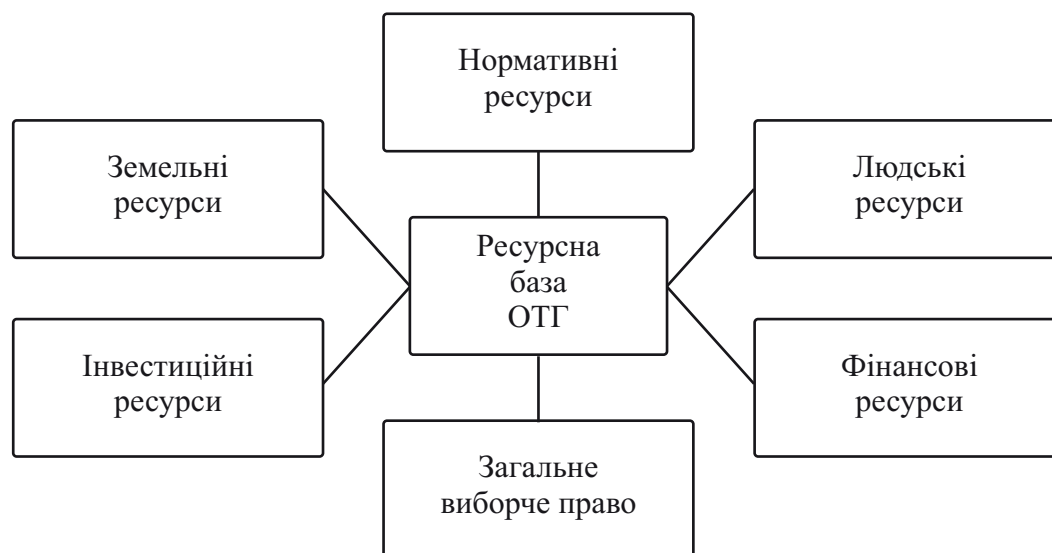 Нормативні
ресурси
Земельні
ресурси
Людські
ресурси
Ресурсна
база
ОТГ
Інвестиційні
ресурси
Фінансові
ресурси
Загальне
виборче право